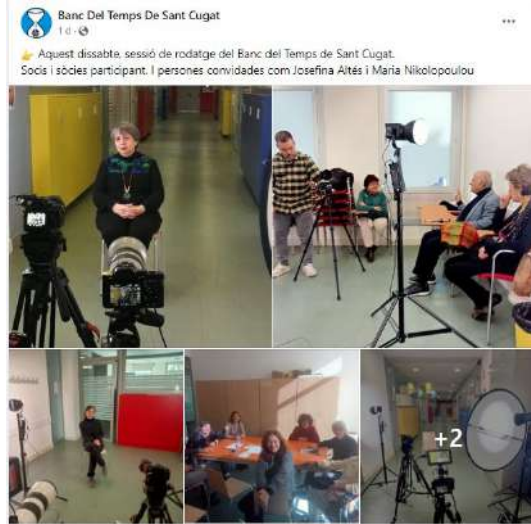 Banc Del Temps De Sant Cugat
1 d ·
👉 Aquest dissabte, sessió de rodatge del Banc del Temps de Sant Cugat.
Socis i sòcies participant. I persones convidades com Josefina Altés i Maria Nikolopoulou
+2